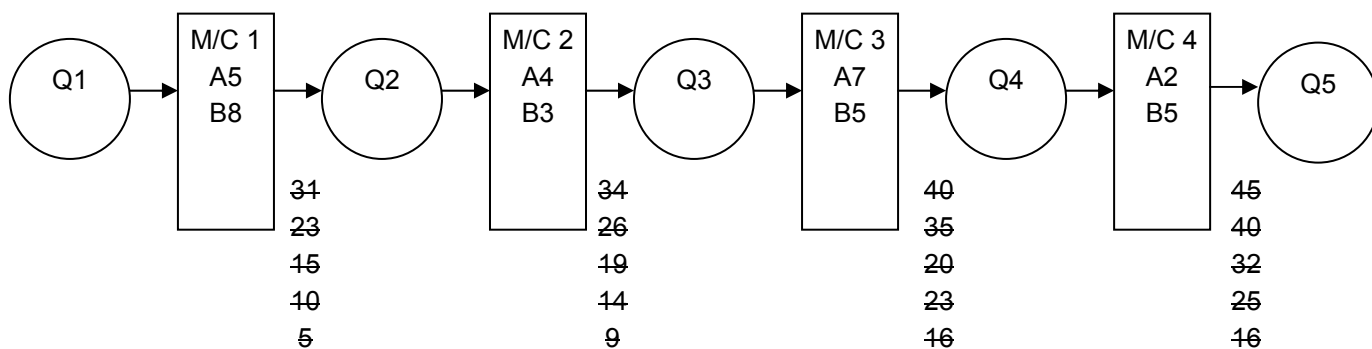 M/C 1 M/C 2 M/C 3 M/C 4
Q1 A5 Q2 A4 Q3 A7 Q4 A2 Q5
B8 B3 B5 B5
31 34 40 45
23 26 35 40
15 19 20 32
10 14 23 25
5 9 16 16